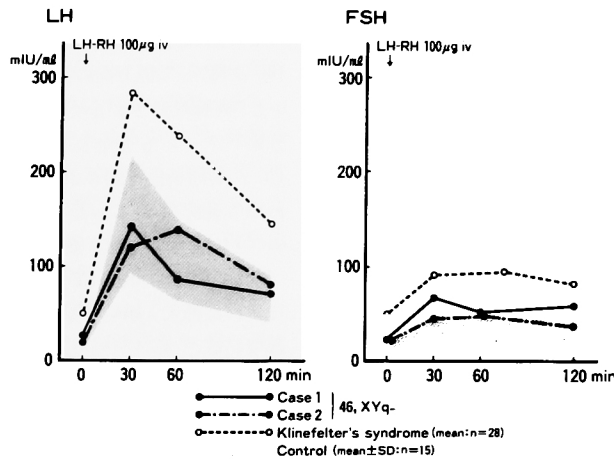 LH
FSH
LH-RH 100μg iv
LH-RH 100μg iv
mIU/ml
mIU/ml
300
300
200
200
100
100
0
0
0 30 60 120 min
0 30 60 120 min
Case 1
Case 2
46, XYq-
Klinefelter's syndrome (mean:n=28)
Control (mean±SD:n=15)